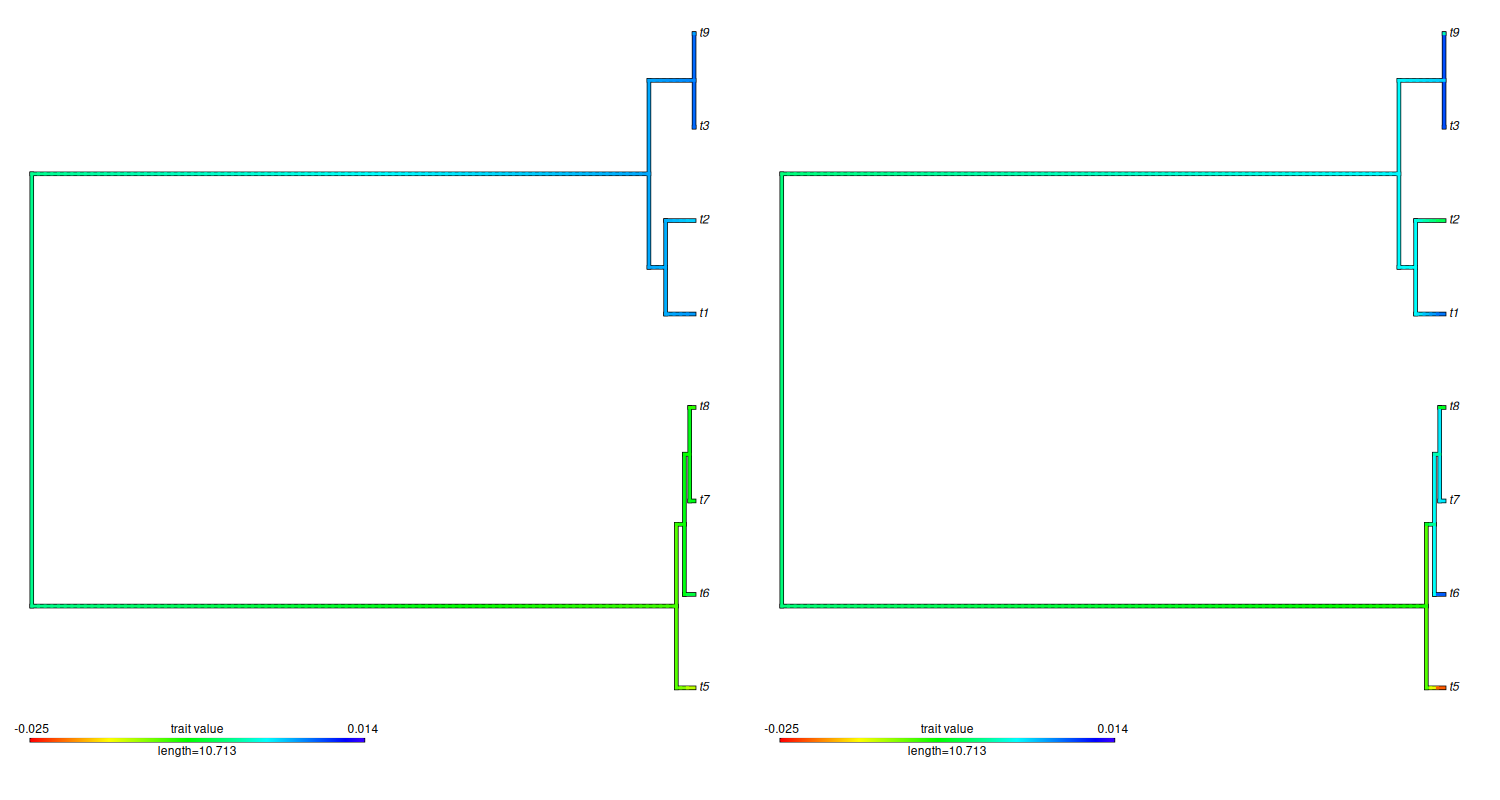 t9
t3
t2
t1
t8
t7
t6
t5
-0.025 trait value 0.014
length=10.713
t9
t3
t2
t1
t8
t7
t6
t5
-0.025 trait value 0.014
length=10.713